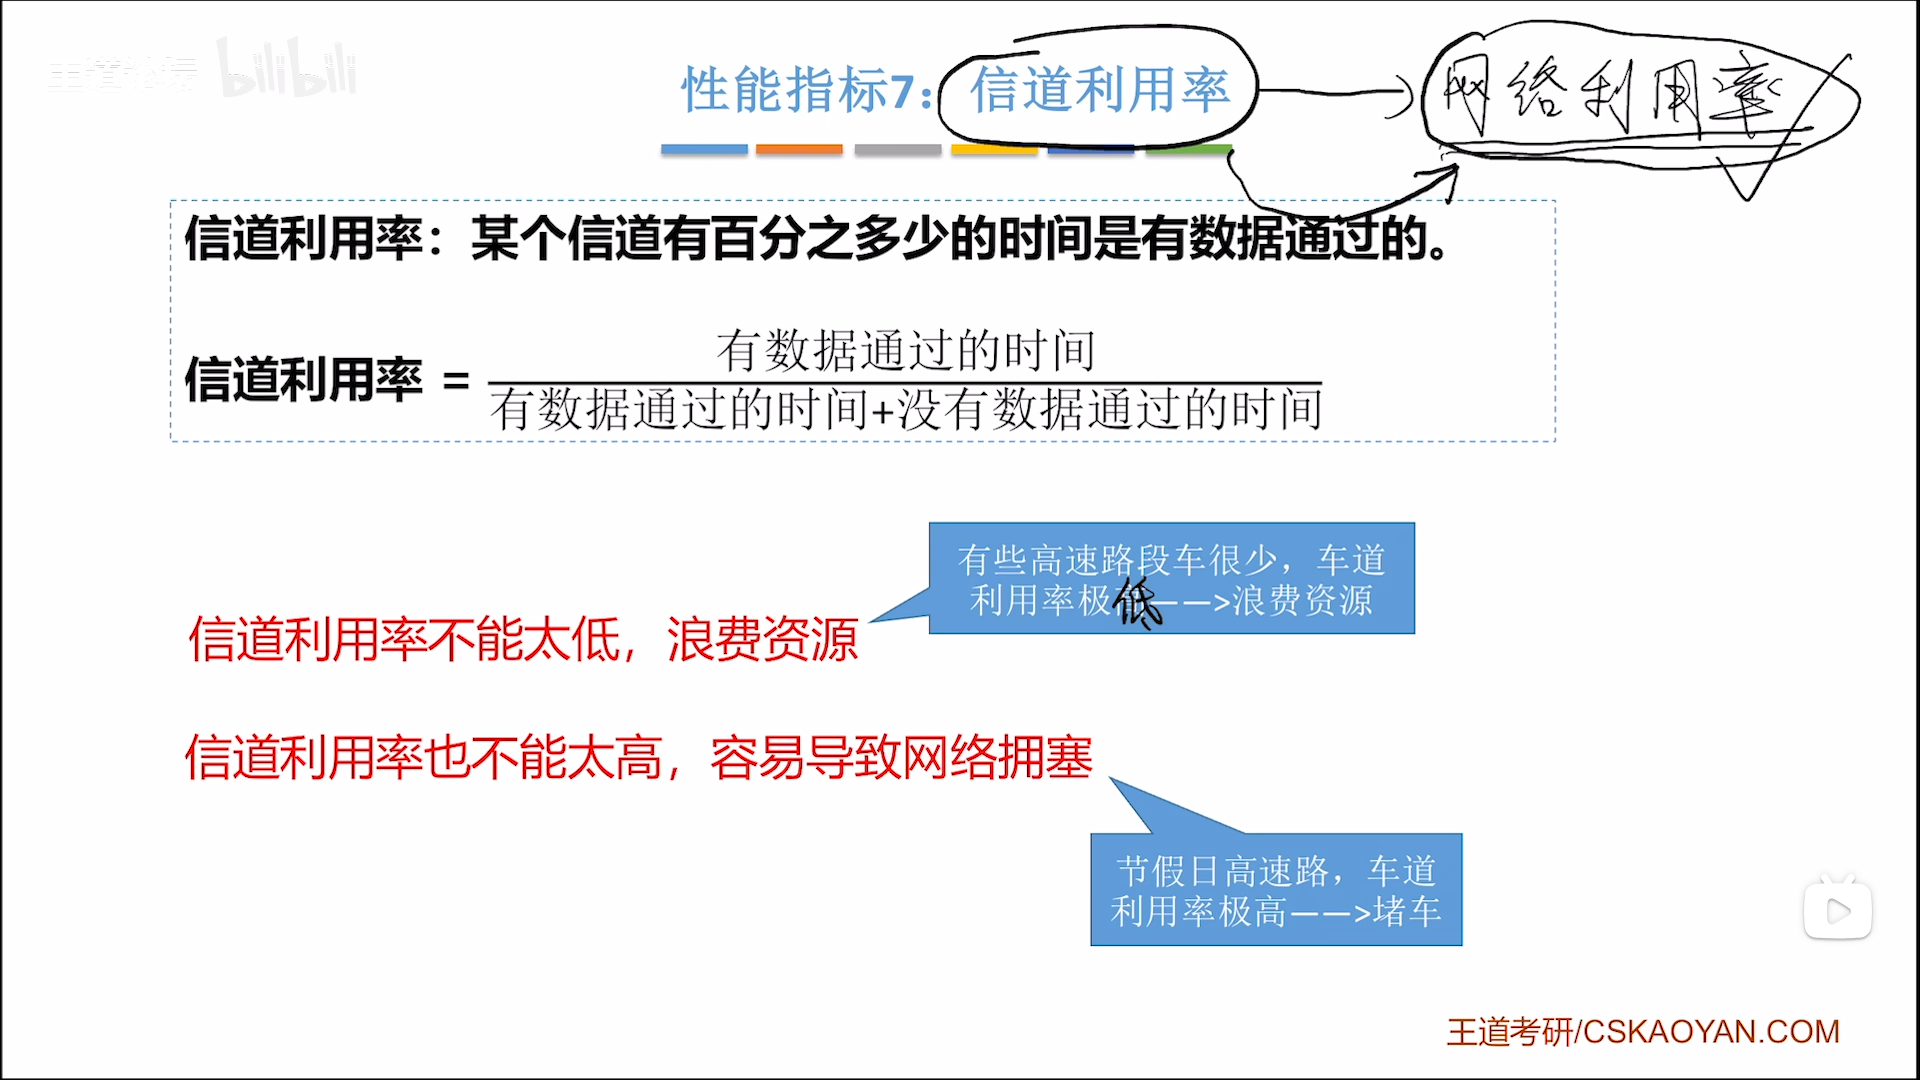 王道论坛 bilibili
性能指标7：信道利用率
网络利用率
信道利用率：某个信道有百分之多少的时间是有数据通过的。
信道利用率 = 有数据通过的时间
有数据通过的时间+没有数据通过的时间
有些高速路段车很少，车道
利用率极低——>浪费资源
信道利用率不能太低，浪费资源
信道利用率也不能太高，容易导致网络拥塞
节假日高速路，车道
利用率极高——>堵车
王道考研/CSKAOYAN.COM